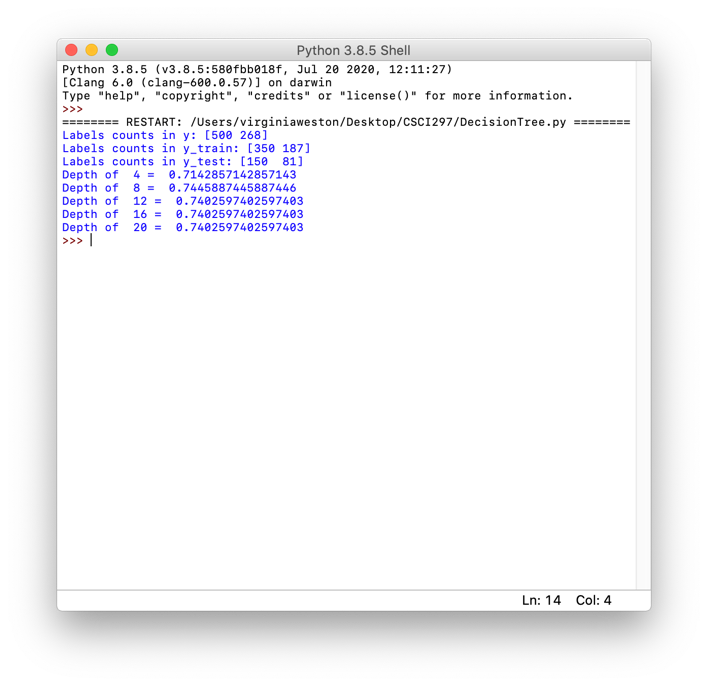 Python 3.8.5 Shell
Python 3.8.5 (v3.8.5:580fbb018f, Jul 20 2020, 12:11:27)
[Clang 6.0 (clang-600.0.57)] on darwin
Type "help", "copyright", "credits" or "license()" for more information.
>>>
======== RESTART: /Users/virginiaweston/Desktop/CSCI297/DecisionTree.py ========
Labels counts in y: [500 268]
Labels counts in y_train: [350 187]
Labels counts in y_test: [150  81]
Depth of  4 =  0.7142857142857143
Depth of  8 =  0.7445887445887446
Depth of  12 =  0.7402597402597403
Depth of  16 =  0.7402597402597403
Depth of  20 =  0.7402597402597403
>>>
Ln: 14 Col: 4